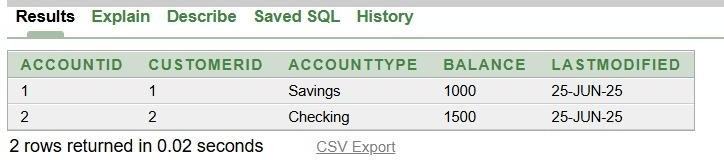 Results Explain Describe Saved SQL History
ACCOUNTID CUSTOMERID ACCOUNTTYPE BALANCE LASTMODIFIED
1 1 Savings 1000 25-JUN-25
2 2 Checking 1500 25-JUN-25
2 rows returned in 0.02 seconds CSV Export